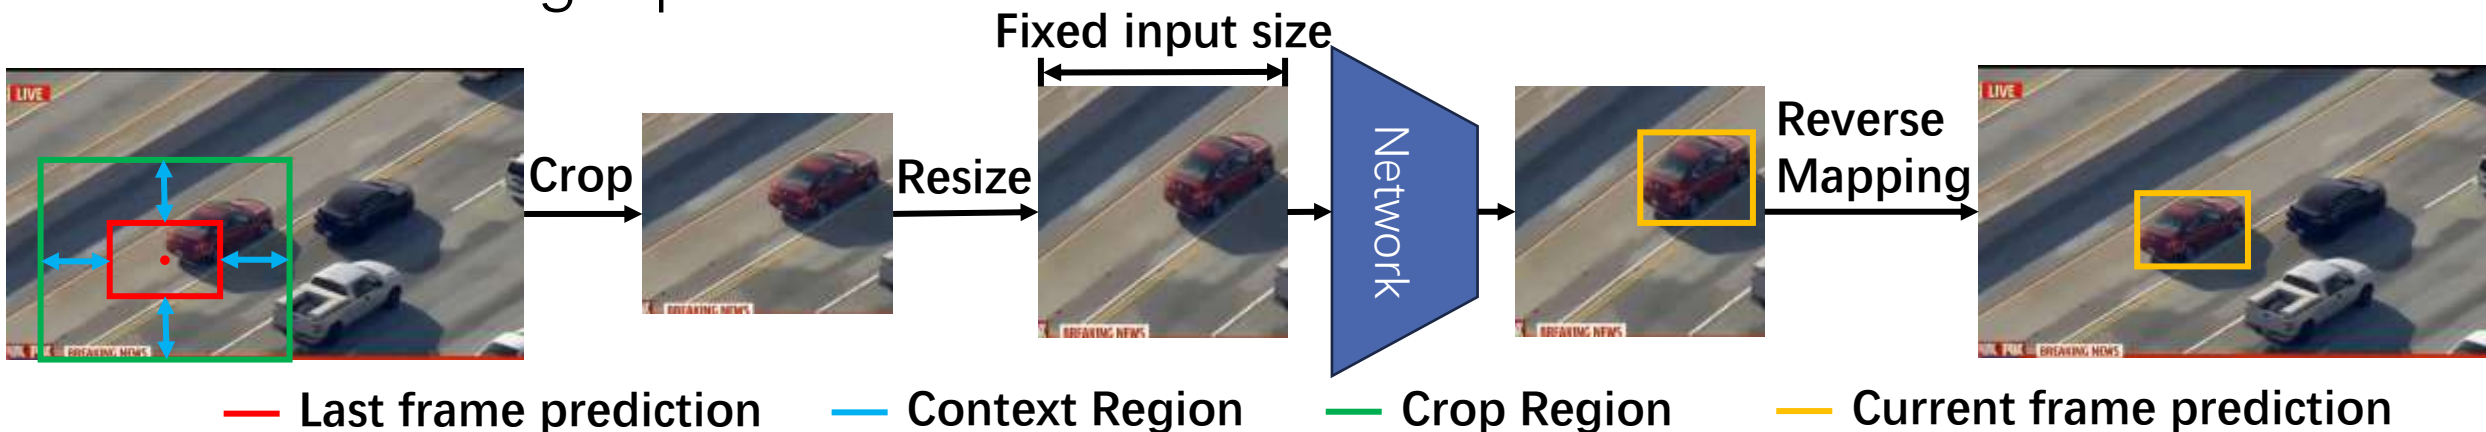 Fixed input size
LIVE
Crop
BREAKING NEWS
BREAKING NEWS
Resize
BREAKING NEWS
Network
BREAKING NEWS
Reverse
Mapping
LIVE
BREAKING NEWS
Last frame prediction
Context Region
Crop Region
Current frame prediction